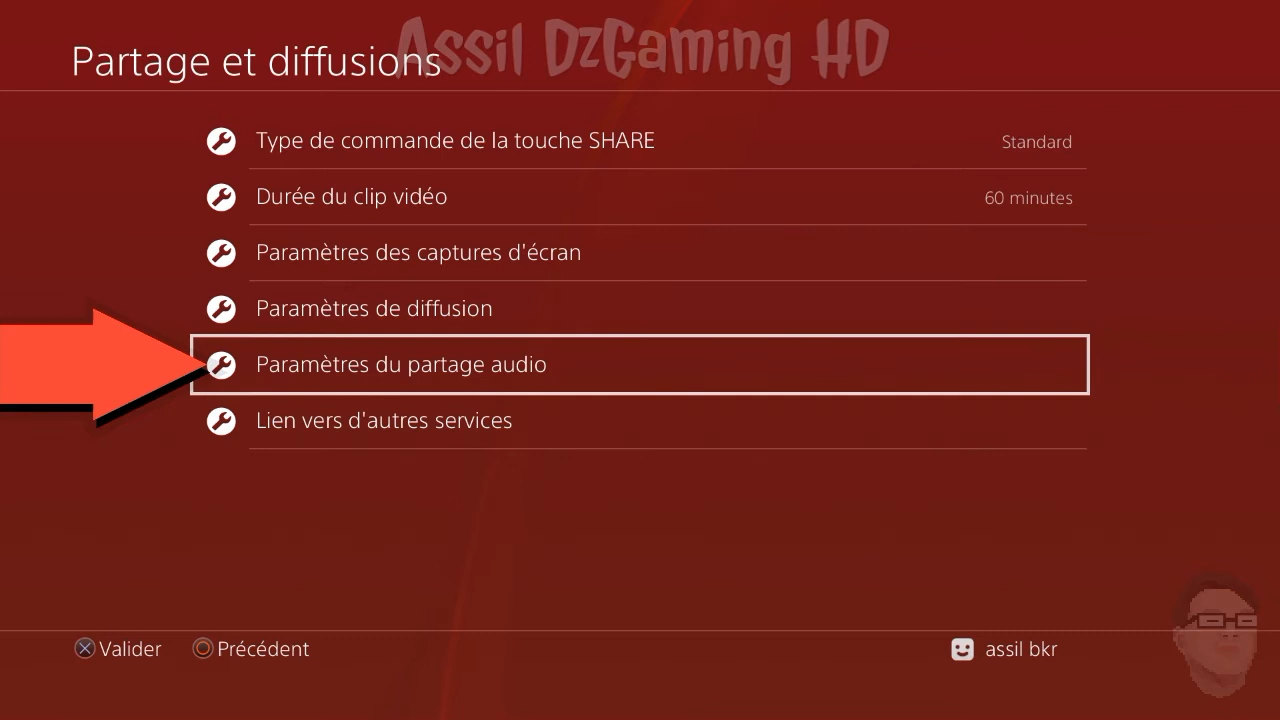 Assil DzGaming HD
Partage et diffusions
Type de commande de la touche SHARE Standard
Durée du clip vidéo 60 minutes
Paramètres des captures d'écran
Paramètres de diffusion
Paramètres du partage audio
Lien vers d'autres services
Valider Précédent assil bkr